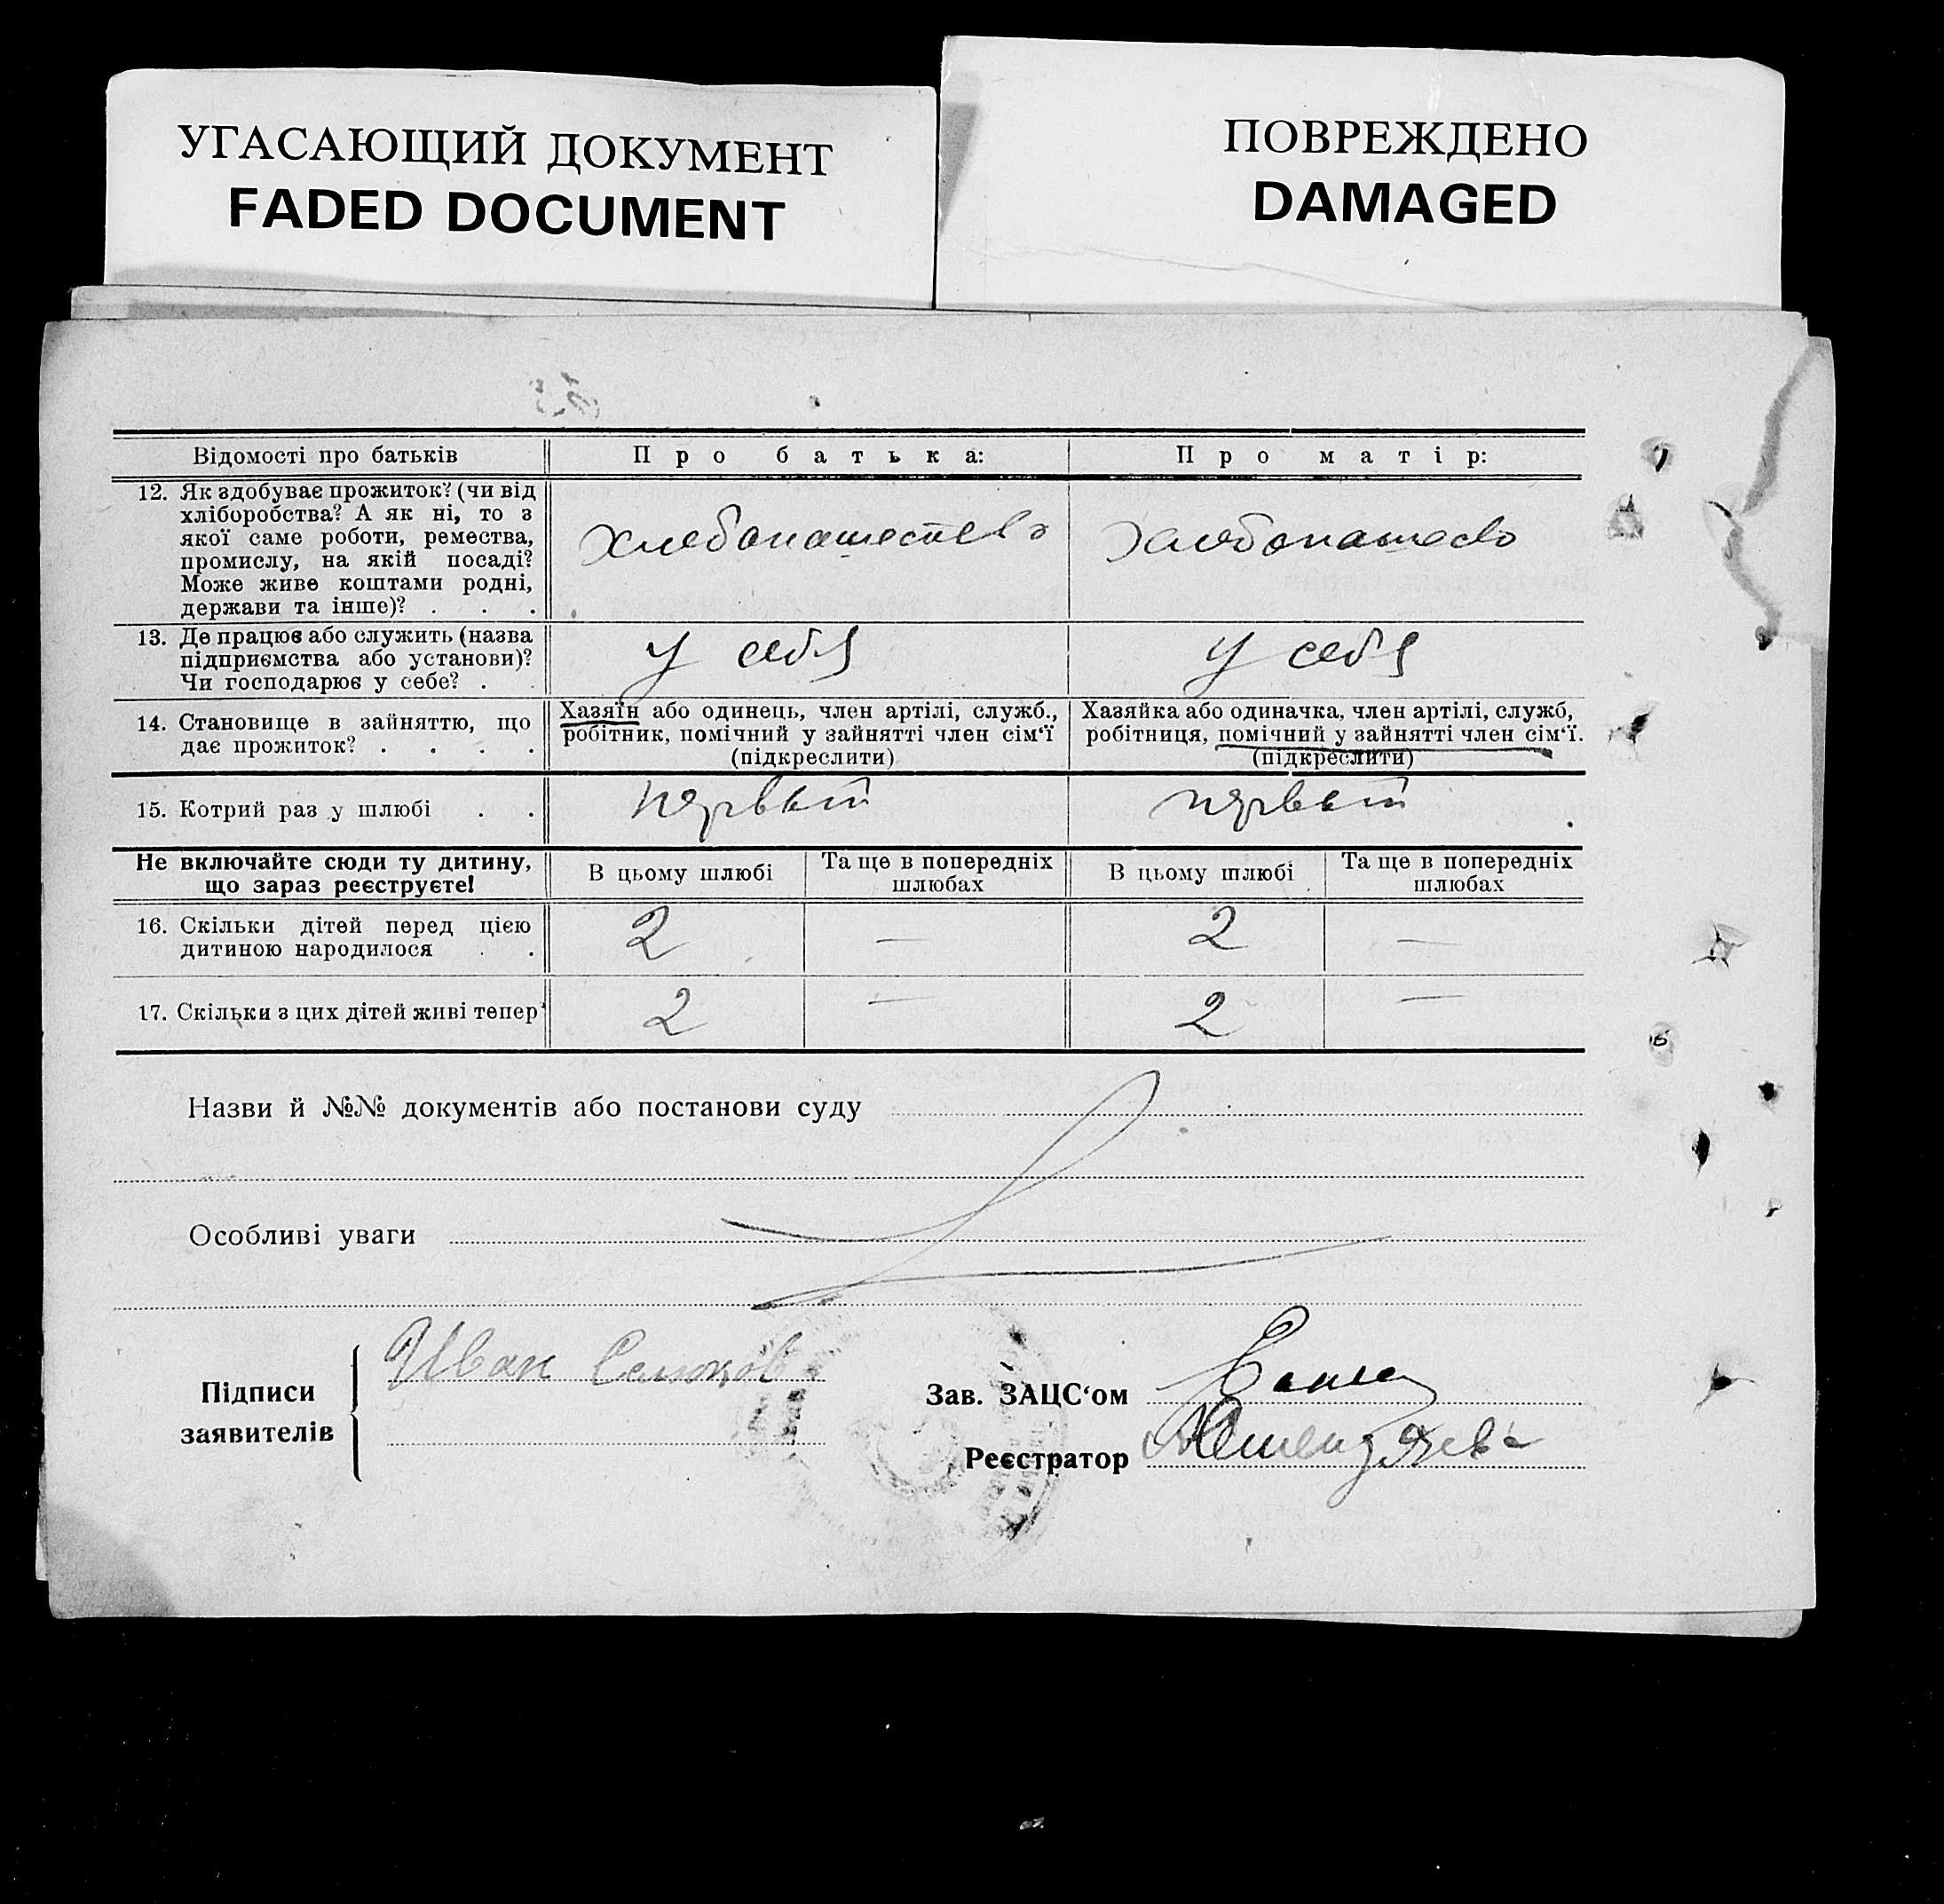 УГАСАЮЩИЙ ДОКУМЕНТ
FADED DOCUMENT
ПОВРЕЖДЕНО
DAMAGED
Відомості про батьків
Про батька:
Про матір:
12. Як здобуває прожиток? (чи від
хліборобства? А як ні, то з
якої саме роботи, ремества,
промислу, на якій посаді?
Може живе коштами родні,
держави та інше)? . . .
хлебопашество
хлебопашесво
13. Де працює або служить (назва
підприємства або установи)?
Чи господарює у себе? .
у себя
у себя
14. Становище в зайняттю, що
дає прожиток? . . . .
Хазяїн або одинець, член артілі, служб.,
робітник, помічний у зайнятті член сім'ї
(підкреслити)
Хазяйка або одиначка, член артілі, служб,
робітниця, помічний у зайнятті член сім'ї.
(підкреслити)
15. Котрий раз у шлюбі . .
первый
первый
Не включайте сюди ту дитину,
що зараз реєструєте!
В цьому шлюбі
Та ще в попередніх
шлюбах
В цьому шлюбі
Та ще в попередніх
шлюбах
16. Скільки дітей перед цією
дитиною народилося . .
2
—
2
—
17. Скільки з цих дітей живі тепер
2
—
2
—
Назви й №№ документів або постанови суду
Особливі уваги
Підписи
заявителів
Иван
Зав. ЗАЦС'ом
Реєстратор